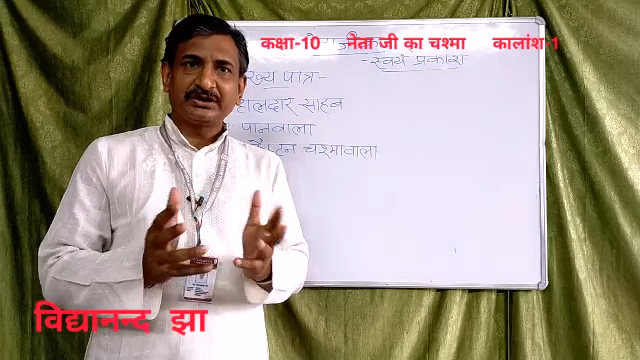 कक्षा-10 नेता जी का चश्मा कालांश-1
-स्वयं प्रकाश
पात्र-
हालदार साहब
पानवाला
चश्मावाला
विद्यानन्द झा